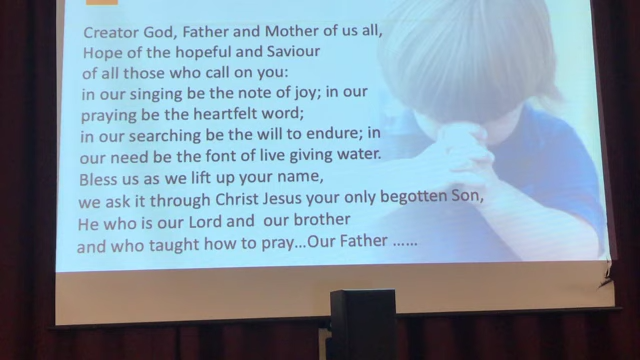 Creator God, Father and Mother of us all,
Hope of the hopeful and Saviour
of all those who call on you:
in our singing be the note of joy; in our
praying be the heartfelt word;
in our searching be the will to endure; in
our need be the font of live giving water.
Bless us as we lift up your name,
we ask it through Christ Jesus your only begotten Son,
He who is our Lord and our brother
and who taught how to pray...Our Father ......